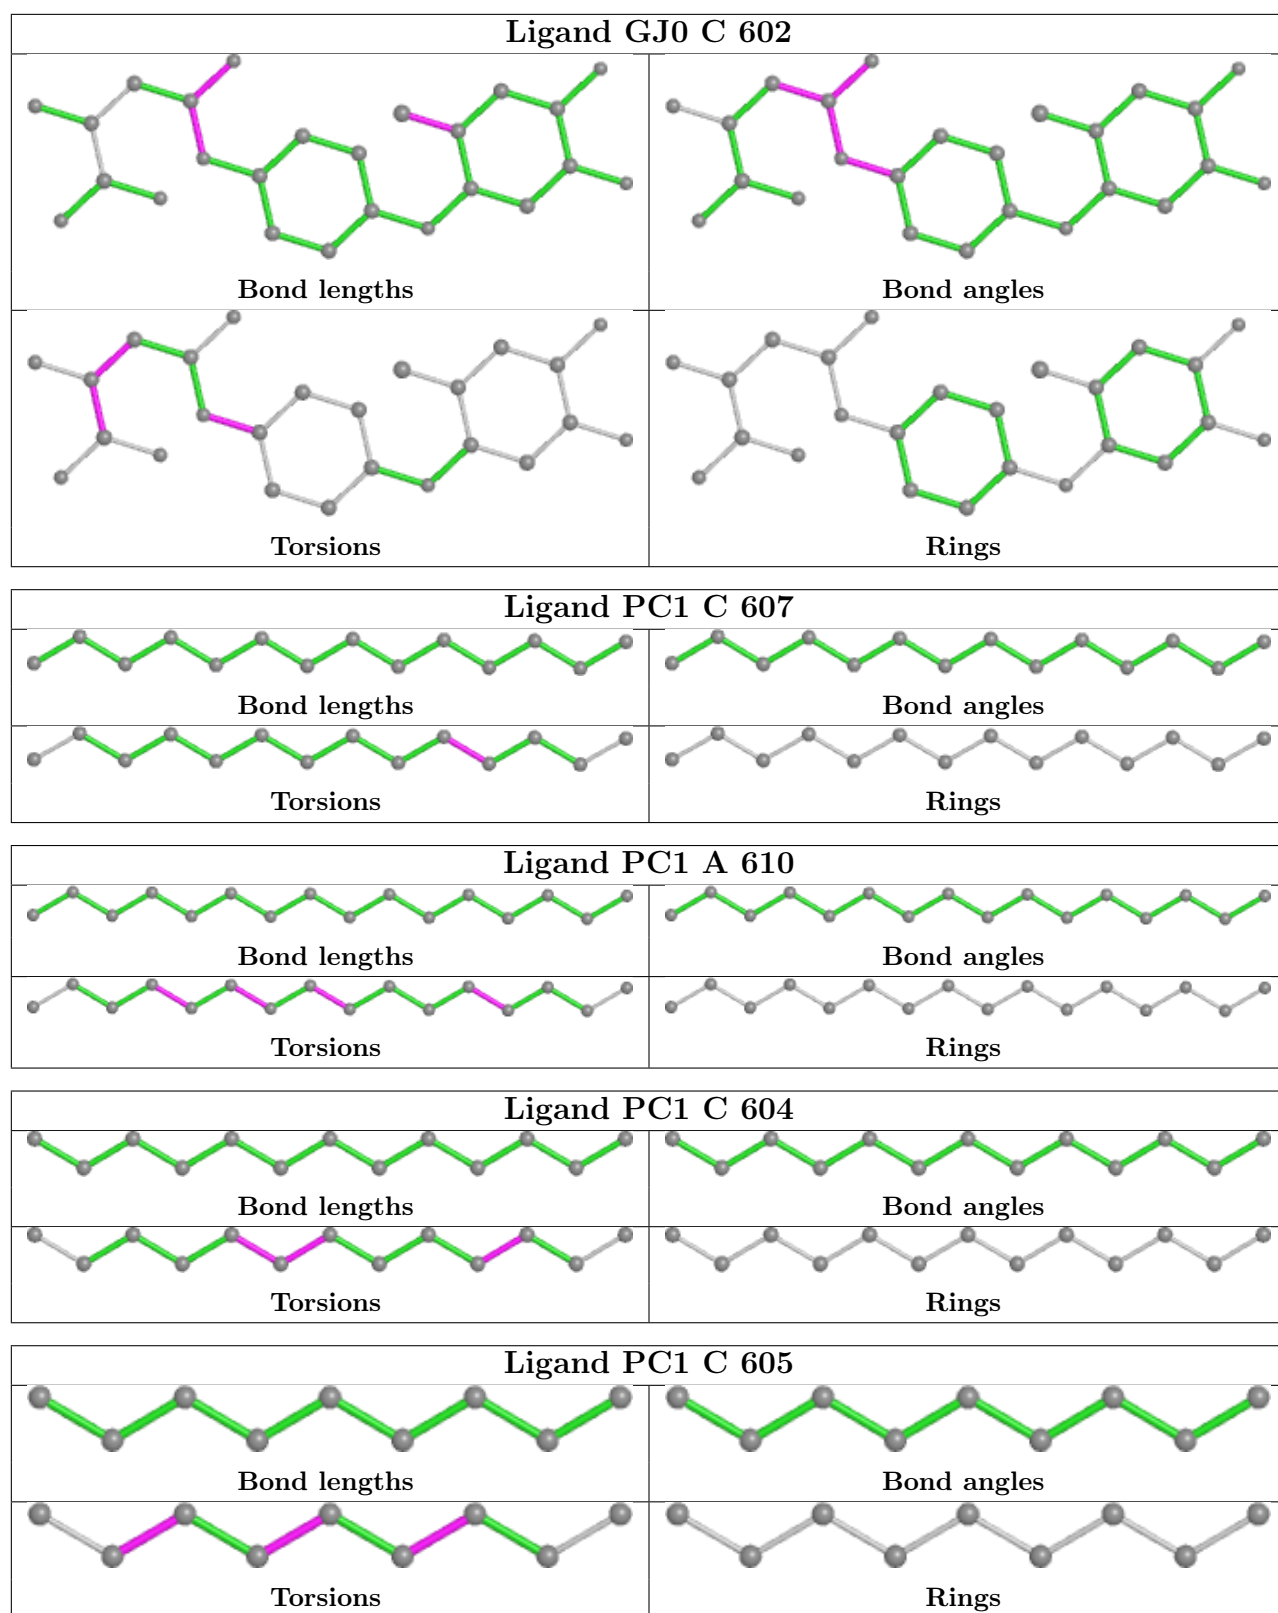 Ligand GJ0 C 602
Bond lengths
Bond angles
Torsions
Rings
Ligand PC1 C 607
Bond lengths
Bond angles
Torsions
Rings
Ligand PC1 A 610
Bond lengths
Bond angles
Torsions
Rings
Ligand PC1 C 604
Bond lengths
Bond angles
Torsions
Rings
Ligand PC1 C 605
Bond lengths
Bond angles
Torsions
Rings